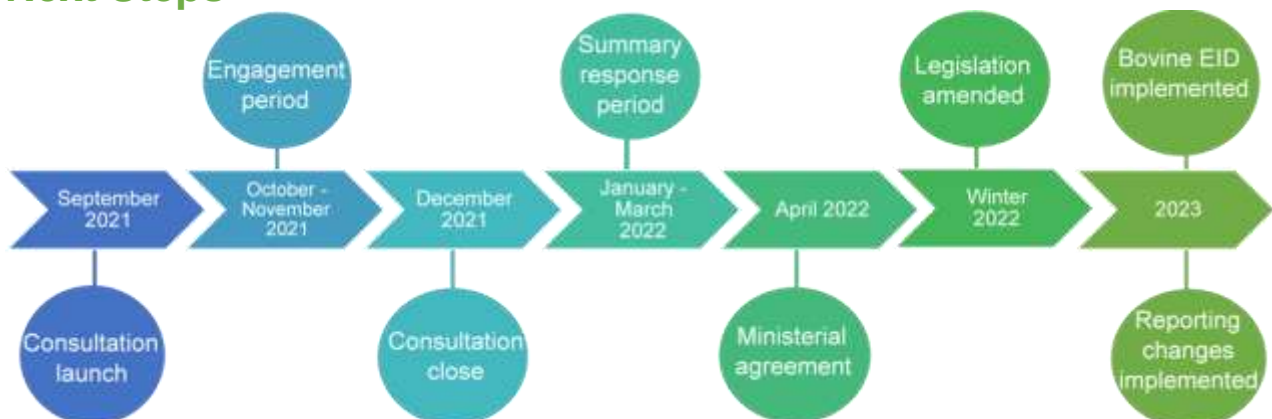 Next Steps
Engagement
period
Summary
response
period
Legislation
amended
Bovine EID
implemented
September
2021
October -
November
2021
December
2021
January -
March
2022
April 2022
Winter
2022
2023
Consultation
launch
Consultation
close
Ministerial
agreement
Reporting
changes
implemented